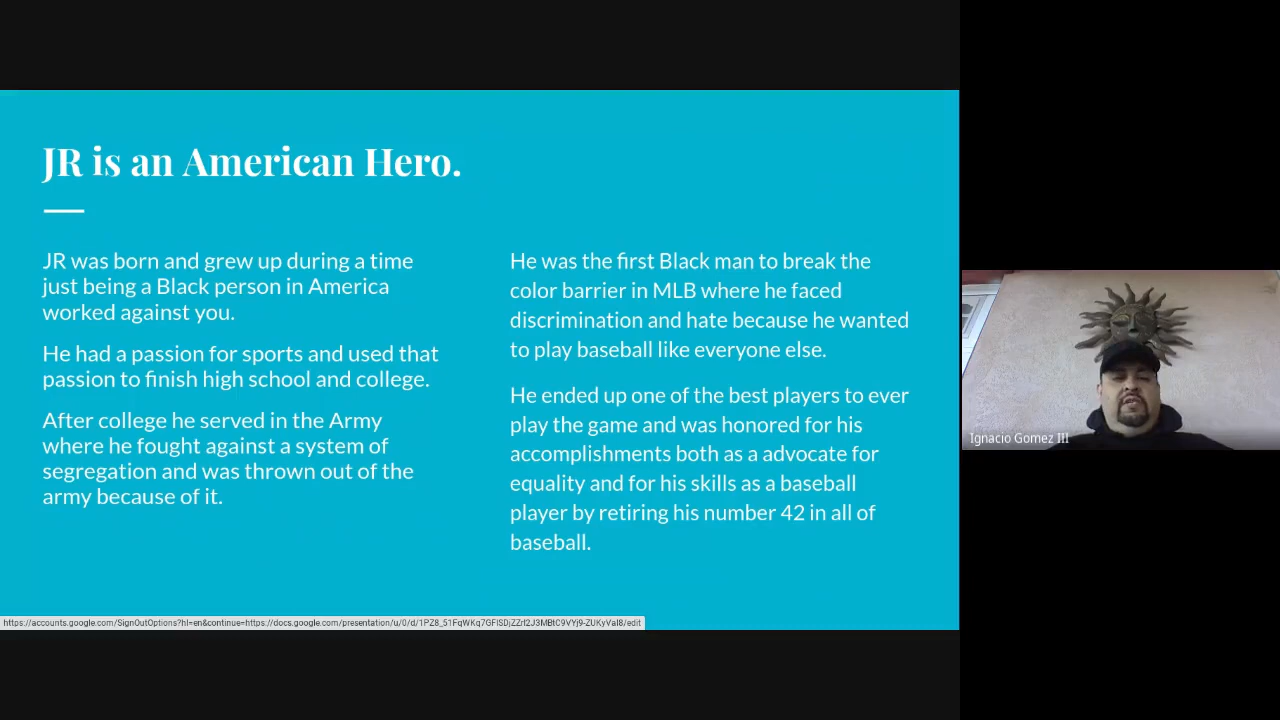 JR is an American Hero.
JR was born and grew up during a time
just being a Black person in America
worked against you.
He had a passion for sports and used that
passion to finish high school and college.
After college he served in the Army
where he fought against a system of
segregation and was thrown out of the
army because of it.
He was the first Black man to break the
color barrier in MLB where he faced
discrimination and hate because he wanted
to play baseball like everyone else.
He ended up one of the best players to ever
play the game and was honored for his
accomplishments both as a advocate for
equality and for his skills as a baseball
player by retiring his number 42 in all of
baseball.
Ignacio Gomez III